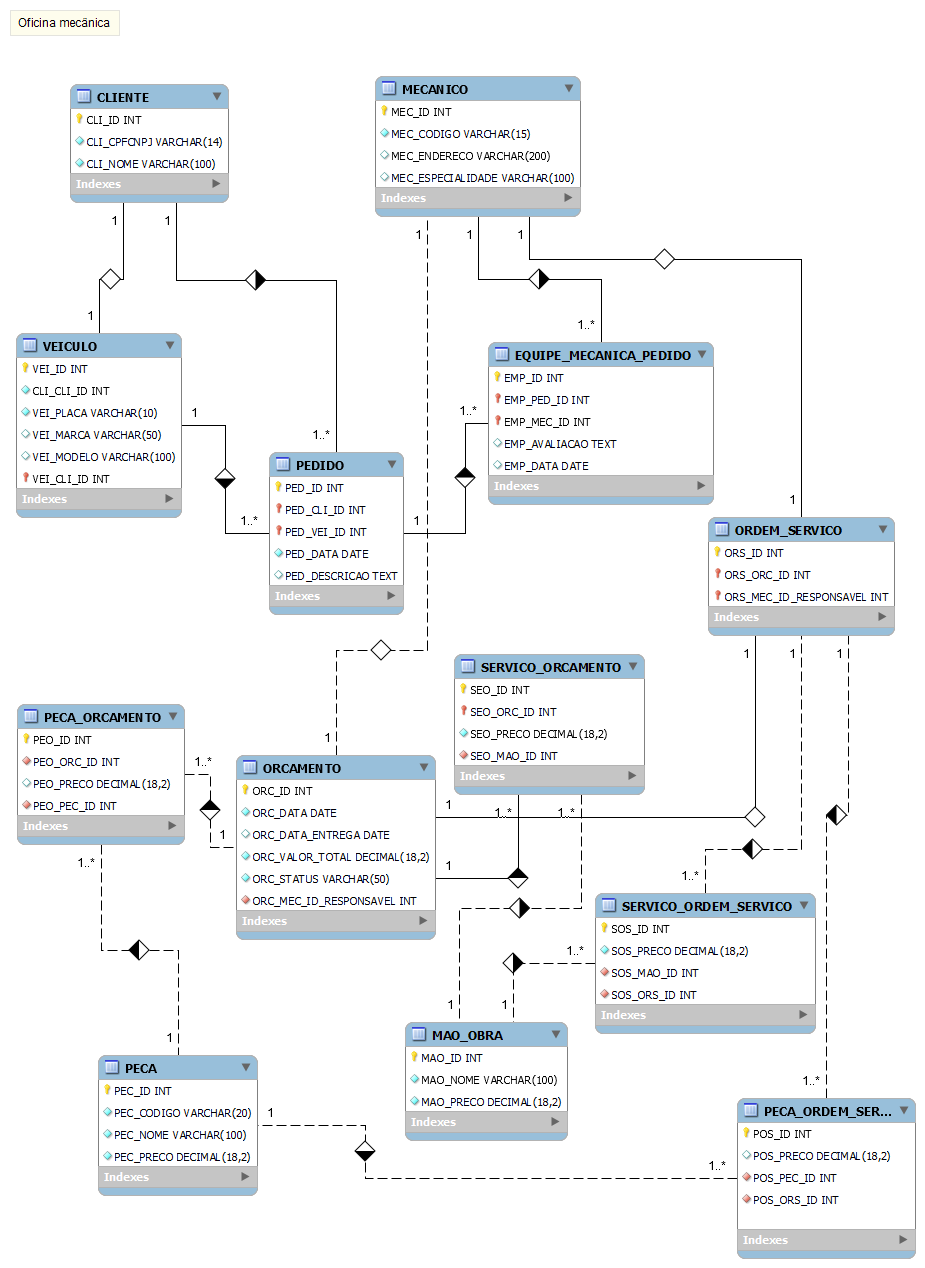 Oficina mecânica
CLIENTE
CLI_ID INT
CLI_CPFCNPJ VARCHAR(14)
CLI_NOME VARCHAR(100)
Indexes
MECANICO
MEC_ID INT
MEC_CODIGO VARCHAR(15)
MEC_ENDERECO VARCHAR(200)
MEC_ESPECIALIDADE VARCHAR(100)
Indexes
1
1
1
1
1
1
1
1..*
VEICULO
VEI_ID INT
CLI_CLI_ID INT
VEI_PLACA VARCHAR(10)
VEI_MARCA VARCHAR(50)
VEI_MODELO VARCHAR(100)
VEI_CLI_ID INT
Indexes
EQUIPE_MECANICA_PEDIDO
EMP_ID INT
EMP_PED_ID INT
EMP_MEC_ID INT
EMP_AVALIACAO TEXT
EMP_DATA DATE
Indexes
1
1..*
1..*
1..*
1
1
PEDIDO
PED_ID INT
PED_CLI_ID INT
PED_VEI_ID INT
PED_DATA DATE
PED_DESCRICAO TEXT
Indexes
ORDEM_SERVICO
ORS_ID INT
ORS_ORC_ID INT
ORS_MEC_ID_RESPONSAVEL INT
Indexes
1
1
1
SERVICO_ORCAMENTO
SEO_ID INT
SEO_ORC_ID INT
SEO_PRECO DECIMAL(18,2)
SEO_MAO_ID INT
Indexes
PECA_ORCAMENTO
PEO_ID INT
PEO_ORC_ID INT
PEO_PRECO DECIMAL(18,2)
PEO_PEC_ID INT
Indexes
1
1..*
1
ORCAMENTO
ORC_ID INT
ORC_DATA DATE
ORC_DATA_ENTREGA DATE
ORC_VALOR_TOTAL DECIMAL(18,2)
ORC_STATUS VARCHAR(50)
ORC_MEC_ID_RESPONSAVEL INT
Indexes
1
1..*
1..*
1
1..*
1..*
SERVICO_ORDEM_SERVICO
SOS_ID INT
SOS_PRECO DECIMAL(18,2)
SOS_MAO_ID INT
SOS_ORS_ID INT
Indexes
1..*
1
1
1
MAO_OBRA
MAO_ID INT
MAO_NOME VARCHAR(100)
MAO_PRECO DECIMAL(18,2)
Indexes
PECA
PEC_ID INT
PEC_CODIGO VARCHAR(20)
PEC_NOME VARCHAR(100)
PEC_PRECO DECIMAL(18,2)
Indexes
1
1..*
1..*
PECA_ORDEM_SER...
POS_ID INT
POS_PRECO DECIMAL(18,2)
POS_PEC_ID INT
POS_ORS_ID INT
Indexes